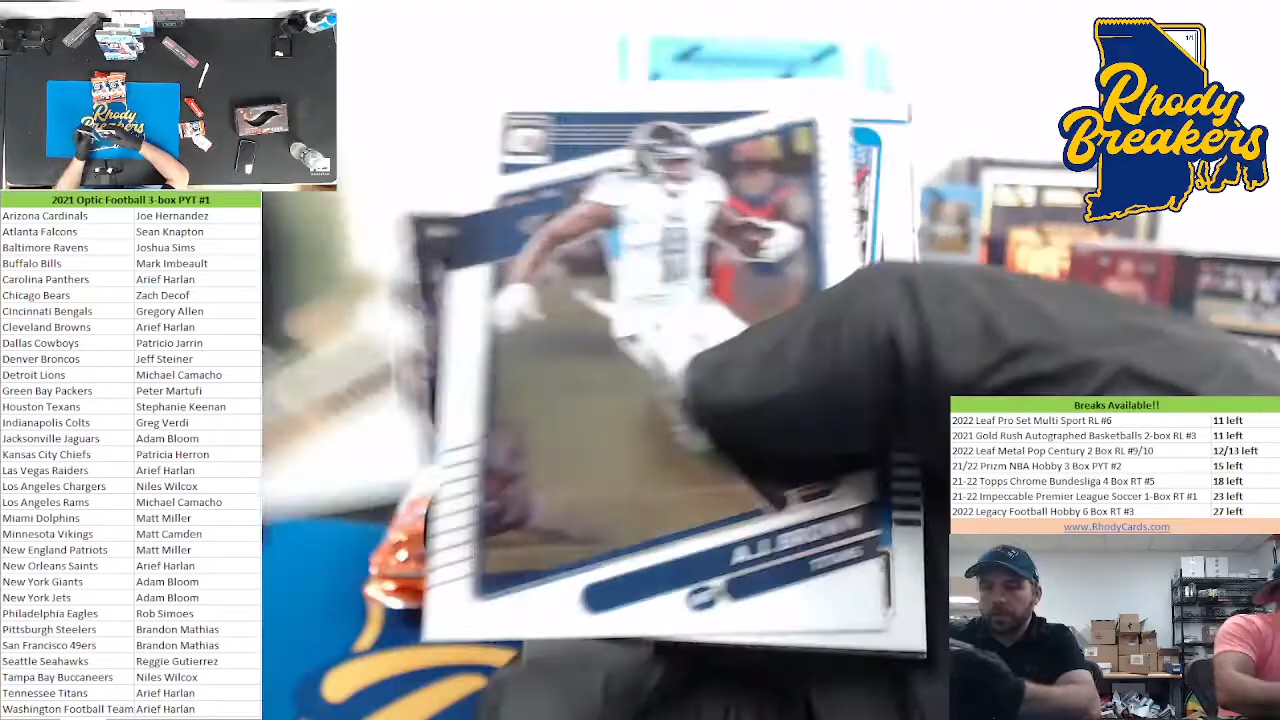 Rhody
Breakers
1/1
Rhody
Breakers
2021 Optic Football 3-box PYT #1
Arizona Cardinals Joe Hernandez
Atlanta Falcons Sean Knapton
Baltimore Ravens Joshua Sims
Buffalo Bills Mark Imbeault
Carolina Panthers Arief Harlan
Chicago Bears Zach Decof
Cincinnati Bengals Gregory Allen
Cleveland Browns Arief Harlan
Dallas Cowboys Patricio Jarrin
Denver Broncos Jeff Steiner
Detroit Lions Michael Camacho
Green Bay Packers Peter Martufi
Houston Texans Stephanie Keenan
Indianapolis Colts Greg Verdi
Jacksonville Jaguars Adam Bloom
Kansas City Chiefs Patricia Herron
Las Vegas Raiders Arief Harlan
Los Angeles Chargers Niles Wilcox
Los Angeles Rams Michael Camacho
Miami Dolphins Matt Miller
Minnesota Vikings Matt Camden
New England Patriots Matt Miller
New Orleans Saints Arief Harlan
New York Giants Adam Bloom
New York Jets Adam Bloom
Philadelphia Eagles Rob Simoes
Pittsburgh Steelers Brandon Mathias
San Francisco 49ers Brandon Mathias
Seattle Seahawks Reggie Gutierrez
Tampa Bay Buccaneers Niles Wilcox
Tennessee Titans Arief Harlan
Washington Football Team Arief Harlan
A.J. BROWN
Breaks Available!!
2022 Leaf Pro Set Multi Sport RL #6 11 left
2021 Gold Rush Autographed Basketballs 2-box RL #3 11 left
2022 Leaf Metal Pop Century 2 Box RL #9/10 12/13 left
21/22 Prizm NBA Hobby 3 Box PYT #2 15 left
21-22 Topps Chrome Bundesliga 4 Box RT #5 18 left
21-22 Impeccable Premier League Soccer 1-Box RT #1 23 left
2022 Legacy Football Hobby 6 Box RT #3 27 left
www.RhodyCards.com